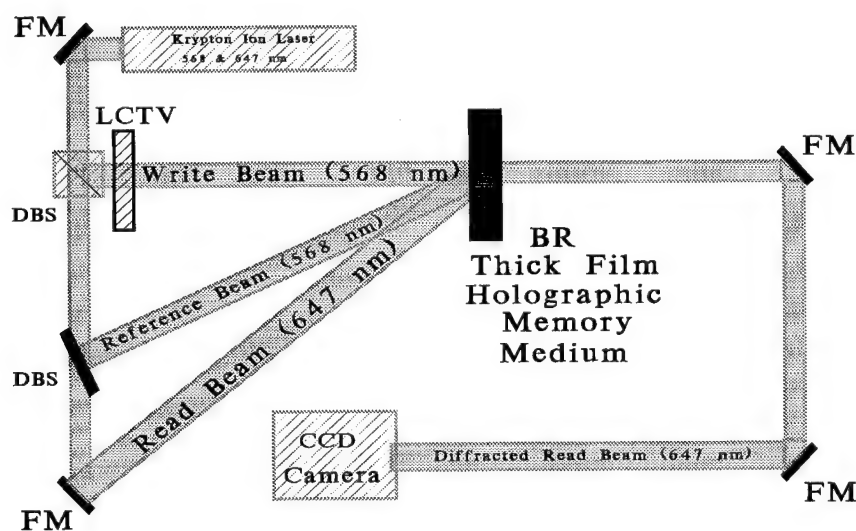 FM
Krypton Ion Laser
568 & 647 nm
LCTV
FM
Write Beam (568 nm)
DBS
BR
Thick Film
Holographic
Memory
Medium
Reference Beam (568 nm)
Read Beam (647 nm)
DBS
CCD
Camera
Diffracted Read Beam (647 nm)
FM
FM